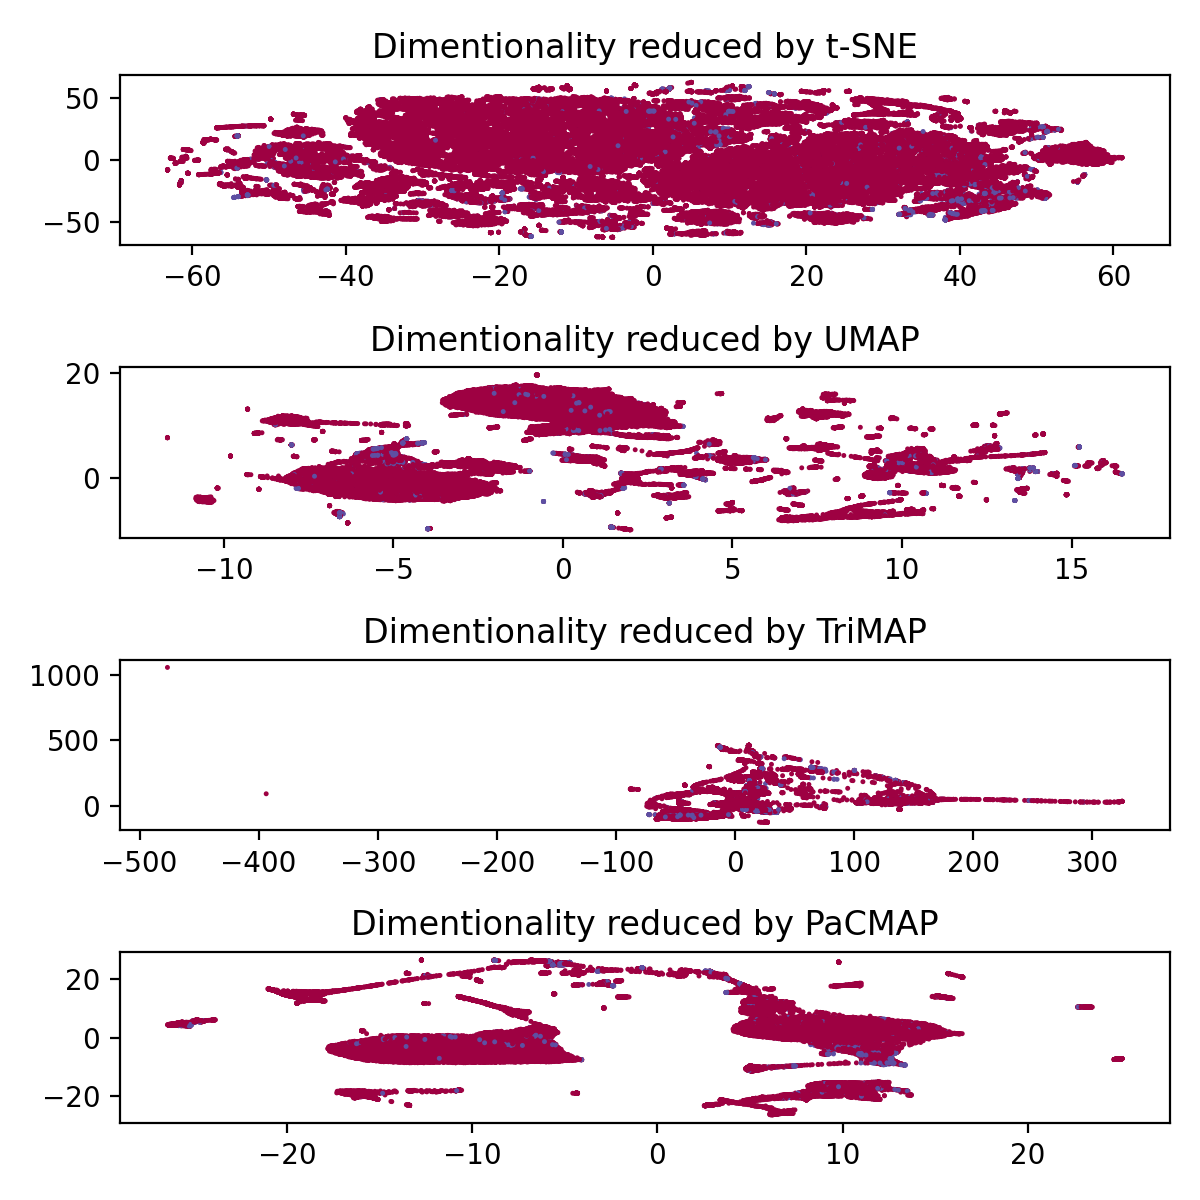 Dimentionality reduced by t-SNE
50
0
−50
−60 −40 −20 0 20 40 60
Dimentionality reduced by UMAP
20
0
−10 −5 0 5 10 15
Dimentionality reduced by TriMAP
1000
500
0
−500 −400 −300 −200 −100 0 100 200 300
Dimentionality reduced by PaCMAP
20
0
−20
−20 −10 0 10 20